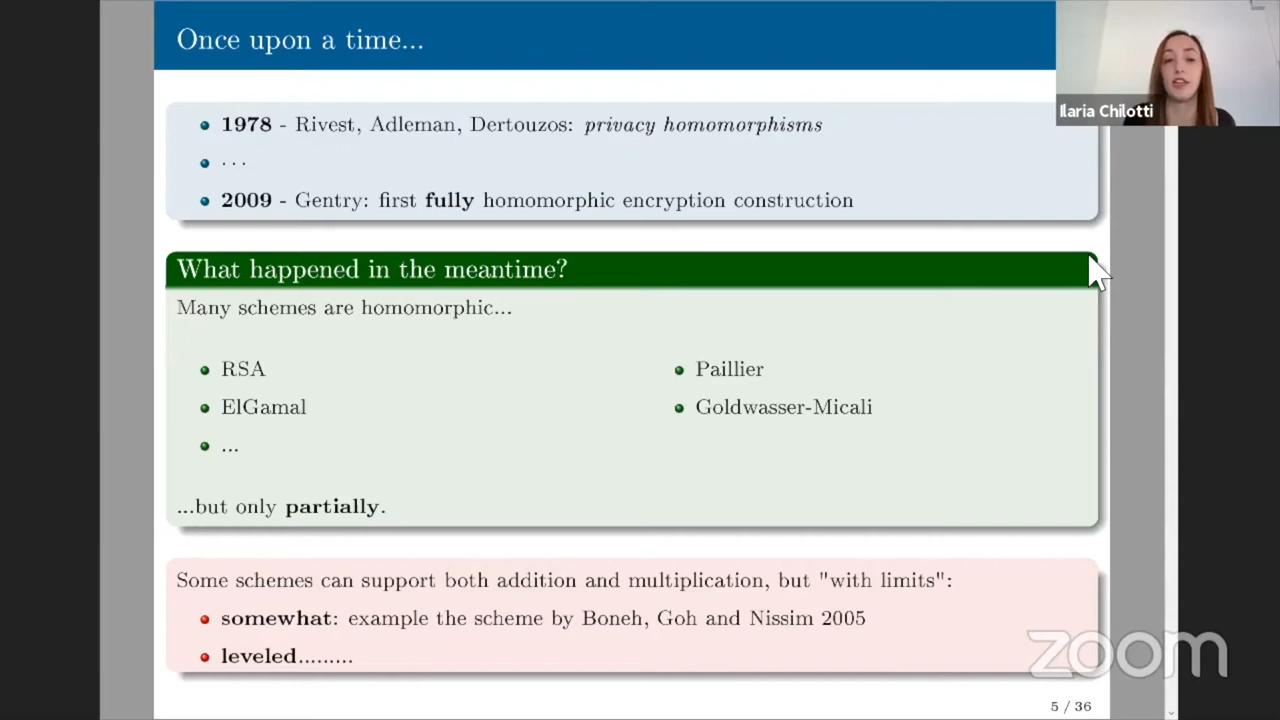 Once upon a time...
Ilaria Chilotti
1978 - Rivest, Adleman, Dertouzos: privacy homomorphisms
...
2009 - Gentry: first fully homomorphic encryption construction
What happened in the meantime?
Many schemes are homomorphic...
RSA
Paillier
ElGamal
Goldwasser-Micali
...
...but only partially.
Some schemes can support both addition and multiplication, but "with limits":
somewhat: example the scheme by Boneh, Goh and Nissim 2005
leveled.........
zoom
5 / 36